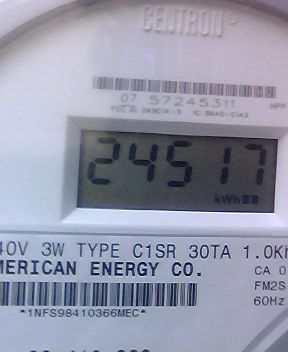 CENTRON
07 57245311
24517
kWh
40V 3W TYPE C1SR 30TA 1.0K
MERICAN ENERGY CO.
CA 0
FM2S
60Hz
*1NFS98410366MEC*